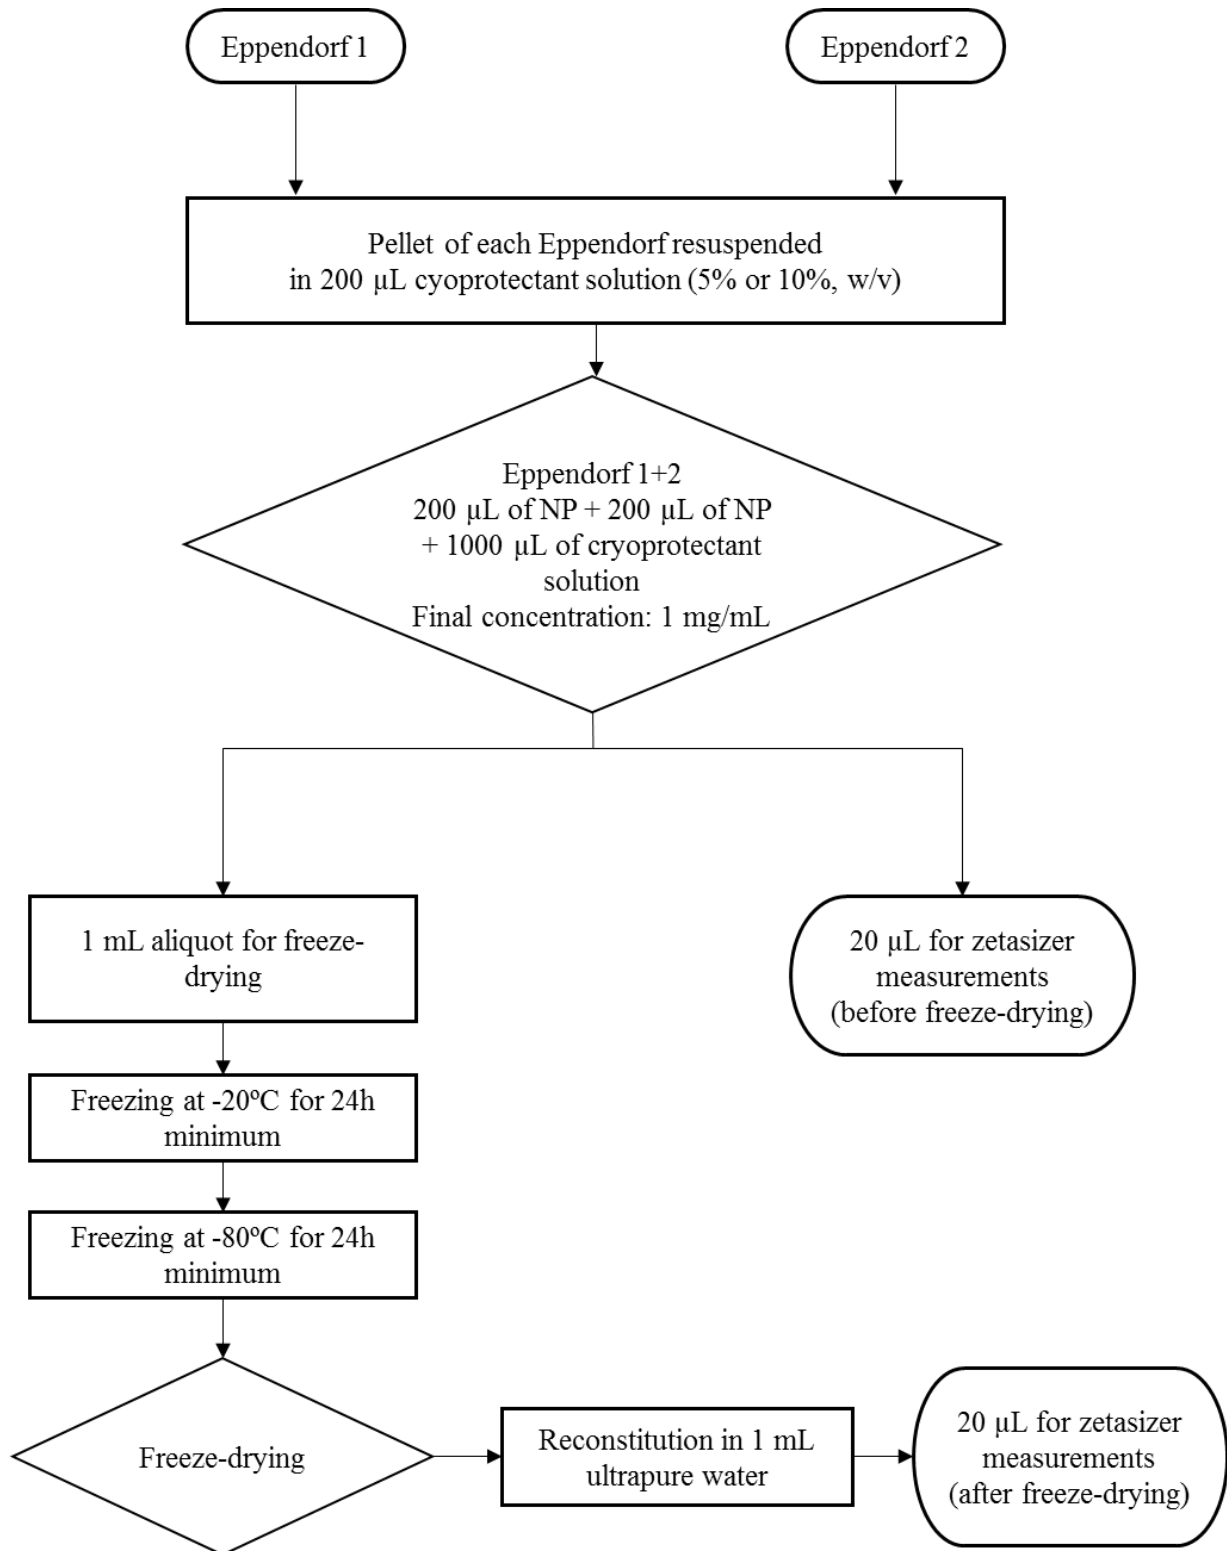 Eppendorf 1
Eppendorf 2
Pellet of each Eppendorf resuspended
in 200 µL cyoprotectant solution (5% or 10%, w/v)
Eppendorf 1+2
200 µL of NP + 200 µL of NP
+ 1000 µL of cryoprotectant
solution
Final concentration: 1 mg/mL
1 mL aliquot for freeze-
drying
20 µL for zetasizer
measurements
(before freeze-drying)
Freezing at -20ºC for 24h
minimum
Freezing at -80ºC for 24h
minimum
Freeze-drying
Reconstitution in 1 mL
ultrapure water
20 µL for zetasizer
measurements
(after freeze-drying)